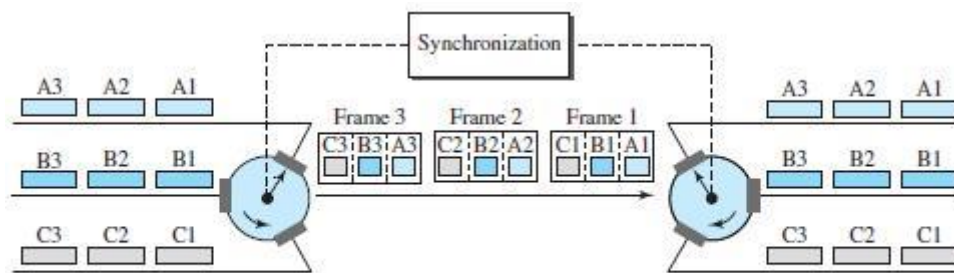 Synchronization
A3 A2 A1
Frame 3 Frame 2 Frame 1
A3 A2 A1
C3 B3 A3 C2 B2 A2 C1 B1 A1
B3 B2 B1
B3 B2 B1
C3 C2 C1
C3 C2 C1